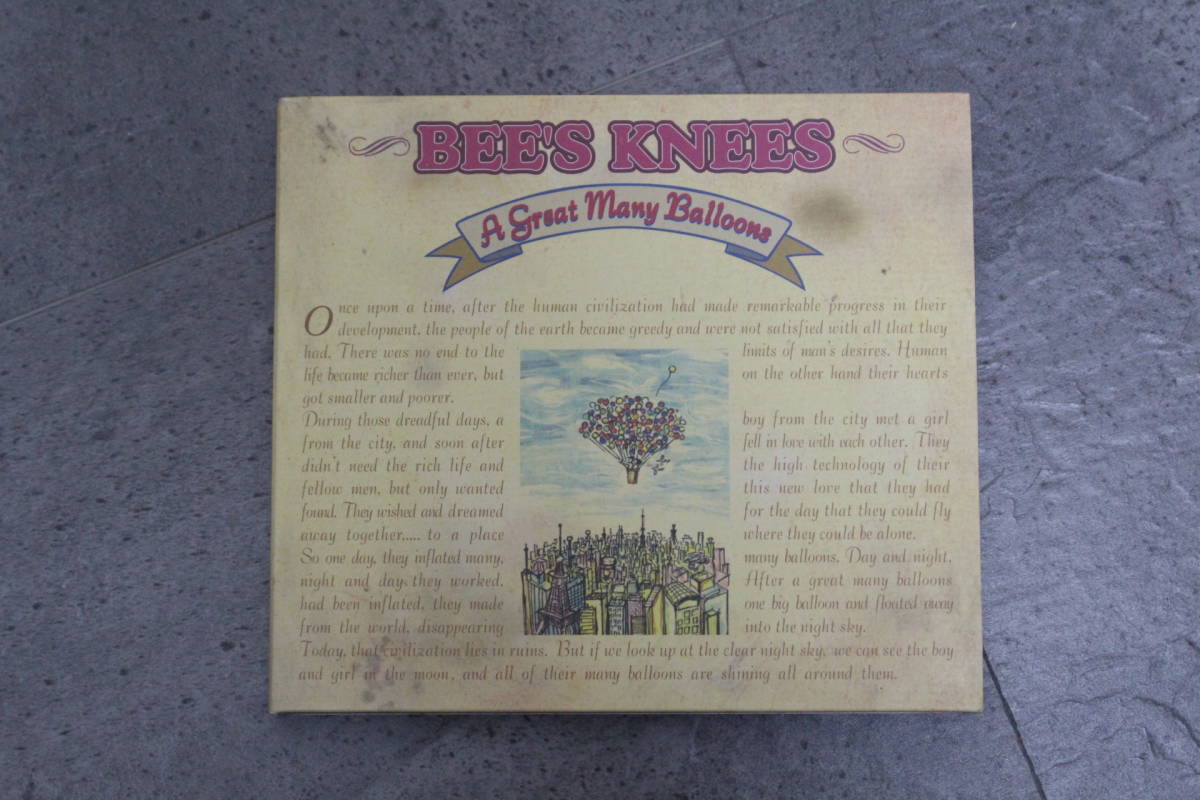 BEE'S KNEES
A Great Many Balloons
Once upon a time, after the human civilization had made remarkable progress in their
development, the people of the earth became greedy and were not satisfied with all that they
had. There was no end to the limits of man's desires. Human
life became richer than ever, but on the other hand their hearts
got smaller and poorer.
During those dreadful days, a boy from the city met a girl
from the city, and soon after fell in love with each other. They
didn't need the rich life and the high technology of their
fellow men, but only wanted this new love that they had
found. They wished and dreamed for the day that they could fly
away together..... to a place where they could be alone.
So one day, they inflated many, many balloons. Day and night,
night and day, they worked. After a great many balloons
had been inflated, they made one big balloon and floated away
from the world, disappearing into the night sky.
Today, that civilization lies in ruins. But if we look up at the clear night sky, we can see the boy
and girl in the moon, and all of their many balloons are shining all around them.